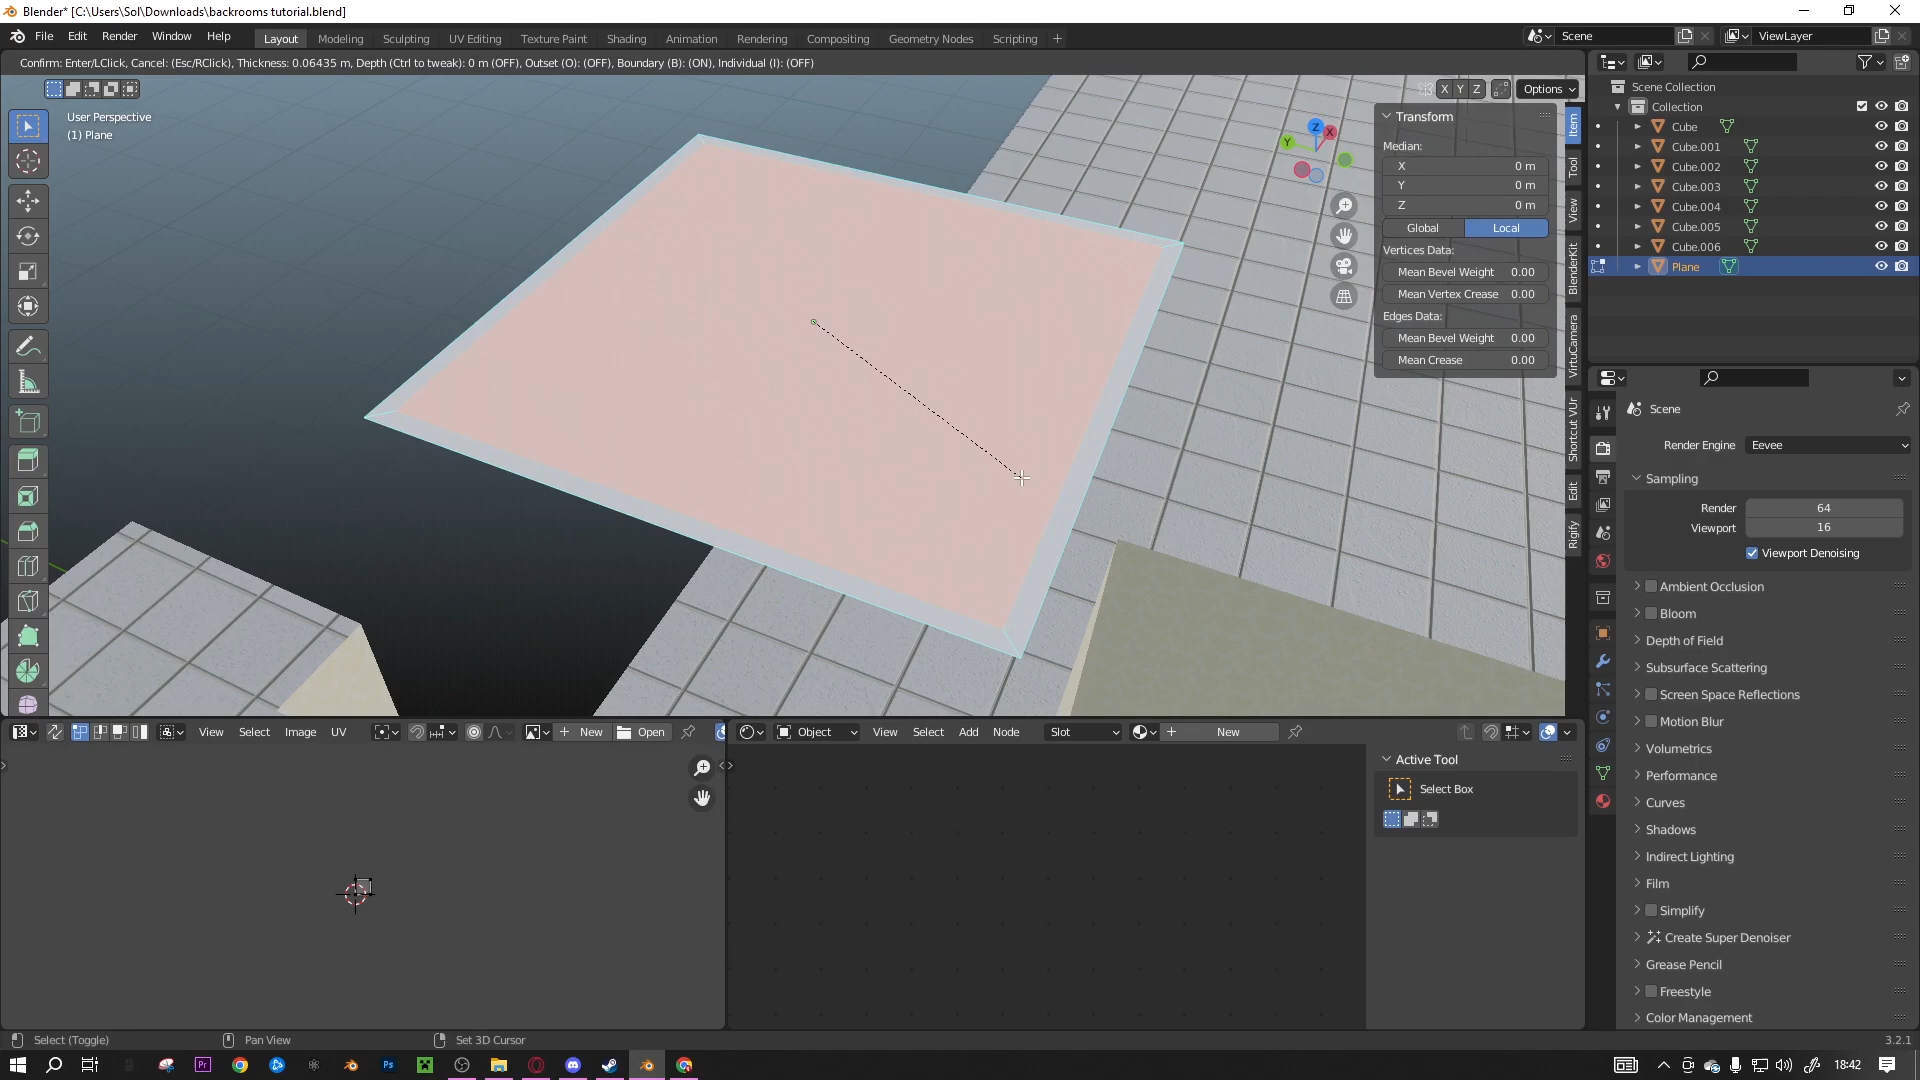 Blender* [C:\Users\Sol\Downloads\backrooms tutorial.blend]
File Edit Render Window Help Layout Modeling Sculpting UV Editing Texture Paint Shading Animation Rendering Compositing Geometry Nodes Scripting Scene ViewLayer
Confirm: Enter/LClick, Cancel: (Esc/RClick), Thickness: 0.06435 m, Depth (Ctrl to tweak): 0 m (OFF), Outset (O): (OFF), Boundary (B): (ON), Individual (I): (OFF)
X Y Z Options
User Perspective
(1) Plane
Z X Y
Transform
Median:
X 0 m
Y 0 m
Z 0 m
Global Local
Vertices Data:
Mean Bevel Weight 0.00
Mean Vertex Crease 0.00
Edges Data:
Mean Bevel Weight 0.00
Mean Crease 0.00
Item
Tool
View
BlenderKit
VirtuCamera
Shortcut VUr
Edit
Rigify
Scene Collection
Collection
Cube
Cube.001
Cube.002
Cube.003
Cube.004
Cube.005
Cube.006
Plane
Scene
Render Engine Eevee
Sampling
Render 64
Viewport 16
Viewport Denoising
Ambient Occlusion
Bloom
Depth of Field
Subsurface Scattering
Screen Space Reflections
Motion Blur
Volumetrics
Performance
Curves
Shadows
Indirect Lighting
Film
Simplify
Create Super Denoiser
Grease Pencil
Freestyle
Color Management
View Select Image UV New Open
Object View Select Add Node Slot New
Active Tool
Select Box
Select (Toggle) Pan View Set 3D Cursor 3.2.1
Pr Ps 18:42